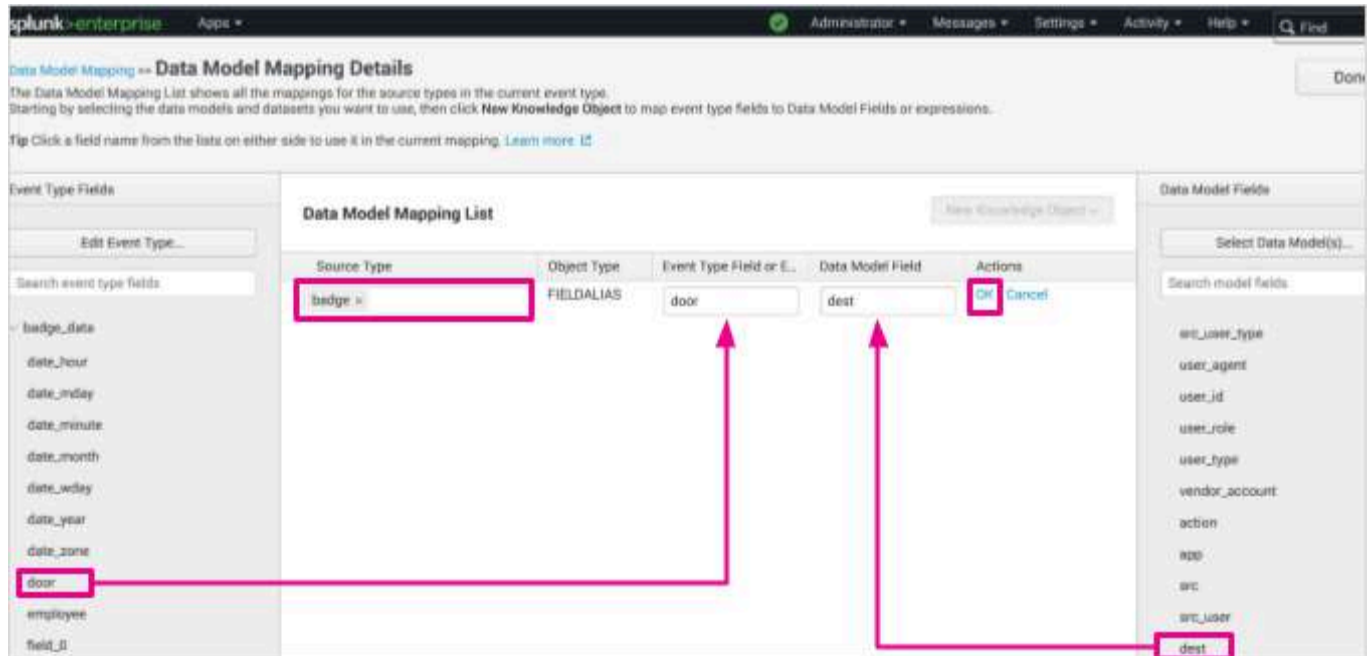 splunk>enterprise Apps
Administrator Messages Settings Activity Help Find
Data Model Mapping >> Data Model Mapping Details
Done
The Data Model Mapping List shows all the mappings for the source types in the current event type.
Starting by selecting the data models and datasets you want to use, then click New Knowledge Object to map event type fields to Data Model Fields or expressions.
Tip Click a field name from the lists on either side to use it in the current mapping. Learn more
Event Type Fields
Edit Event Type...
Search event type fields
badge_data
date_hour
date_mday
date_minute
date_month
date_wday
date_year
date_zone
door
employee
field_0
Data Model Mapping List
New Knowledge Object
Source Type Object Type Event Type Field or E... Data Model Field Actions
badge × FIELDALIAS door dest OK Cancel
Data Model Fields
Select Data Model(s)...
Search model fields
src_user_type
user_agent
user_id
user_role
user_type
vendor_account
action
app
src
src_user
dest